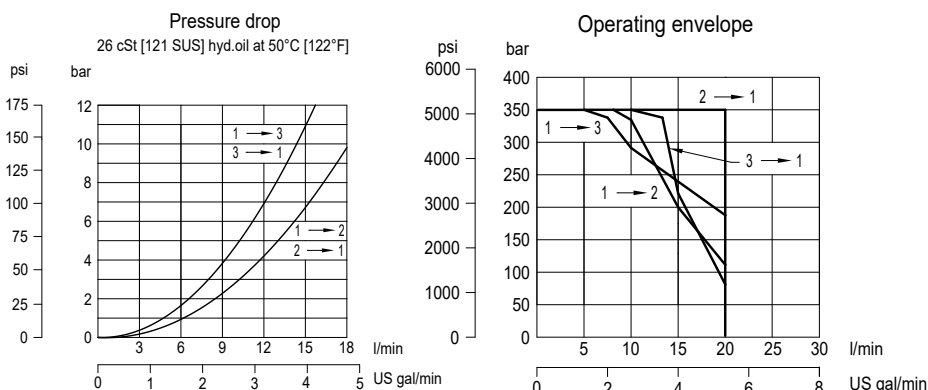 Pressure drop
26 cSt [121 SUS] hyd.oil at 50°C [122°F]
psi
bar
175
150
125
100
75
50
25
0
12
10
8
6
4
2
0
1 → 3
3 → 1
1 → 2
2 → 1
3 6 9 12 15 18 l/min
0 1 2 3 4 5 US gal/min
Operating envelope
psi
bar
6000
5000
4000
3000
2000
1000
0
400
350
300
250
200
150
100
50
0
2 → 1
1 → 3
3 → 1
1 → 2
5 10 15 20 25 30 l/min
0 2 4 6 8 US gal/min